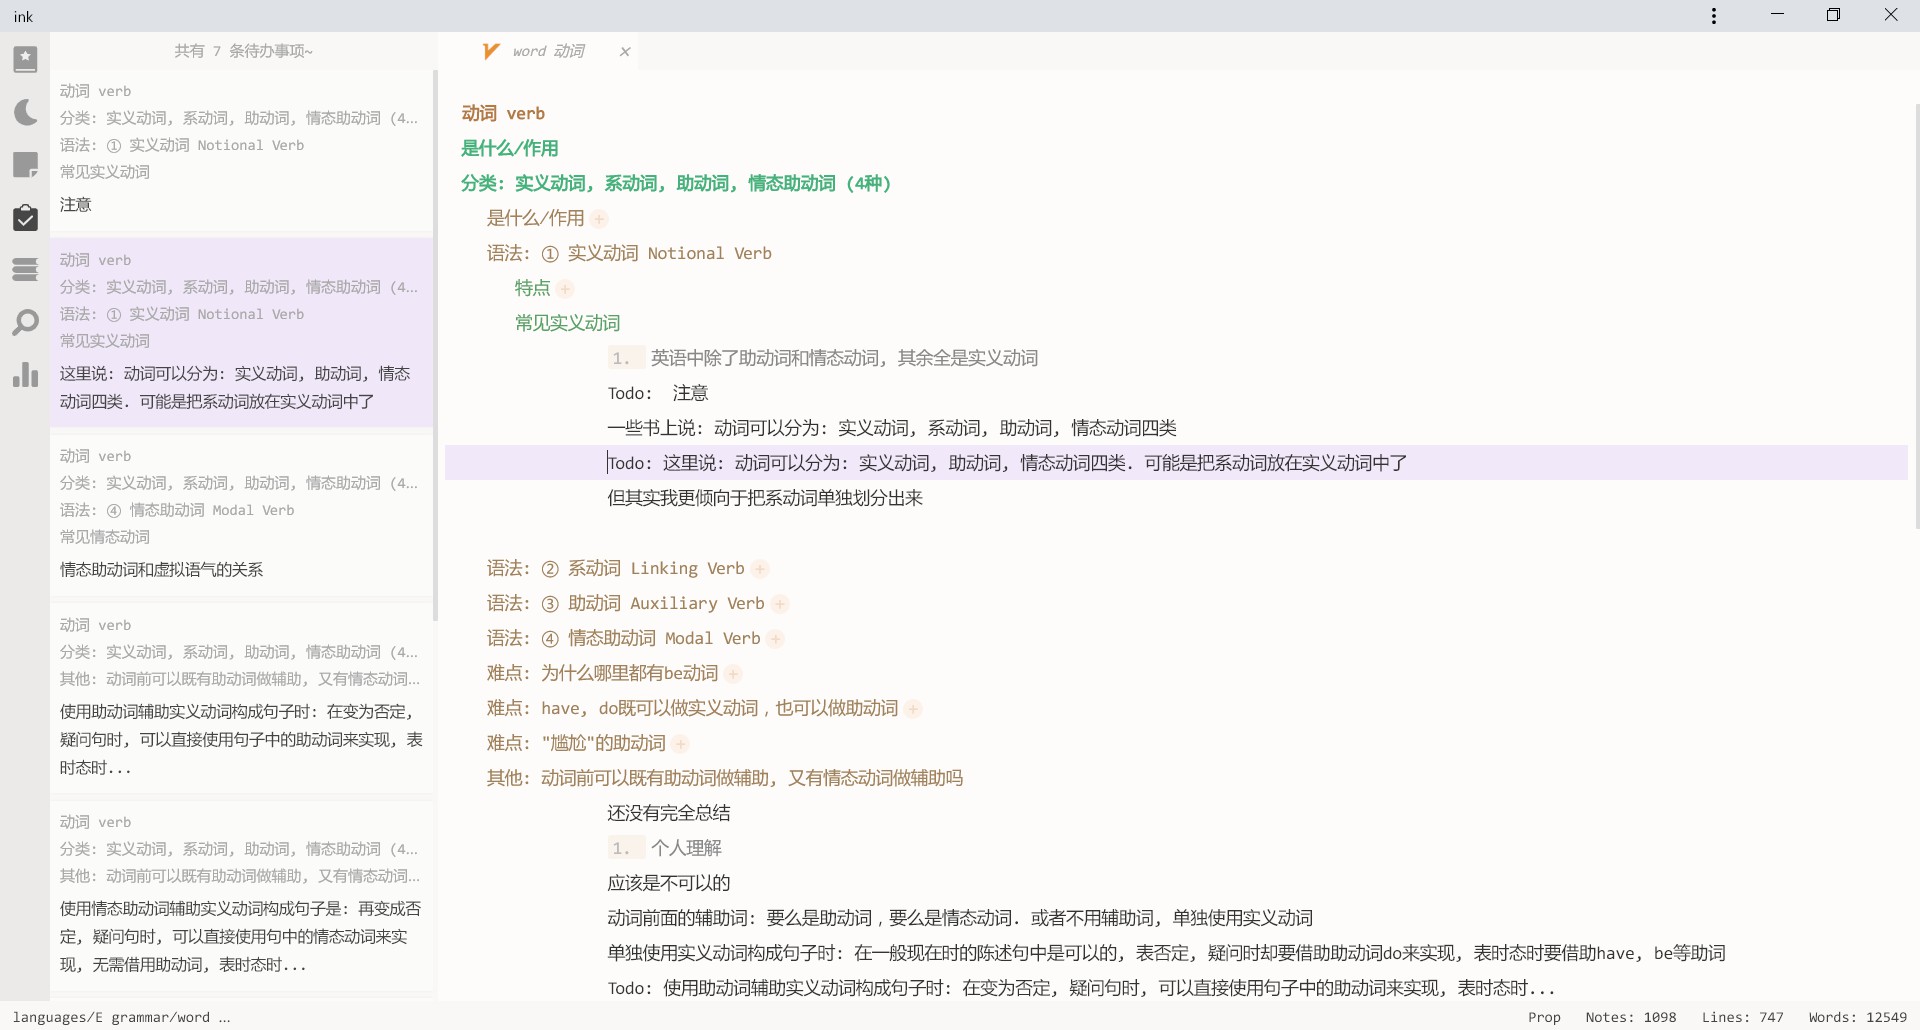 ink
共有 7 条待办事项~
动词 verb
分类: 实义动词, 系动词, 助动词, 情态助动词 (4...
语法: ① 实义动词 Notional Verb
常见实义动词
注意
动词 verb
分类: 实义动词, 系动词, 助动词, 情态助动词 (4...
语法: ① 实义动词 Notional Verb
常见实义动词
这里说: 动词可以分为: 实义动词, 助动词, 情态
动词四类. 可能是把系动词放在实义动词中了
动词 verb
分类: 实义动词, 系动词, 助动词, 情态助动词 (4...
语法: ④ 情态助动词 Modal Verb
常见情态动词
情态助动词和虚拟语气的关系
动词 verb
分类: 实义动词, 系动词, 助动词, 情态助动词 (4...
其他: 动词前可以既有助动词做辅助, 又有情态动词...
使用助动词辅助实义动词构成句子时: 在变为否定,
疑问句时, 可以直接使用句子中的助动词来实现, 表
时态时...
动词 verb
分类: 实义动词, 系动词, 助动词, 情态助动词 (4...
其他: 动词前可以既有助动词做辅助, 又有情态动词...
使用情态助动词辅助实义动词构成句子是: 再变成否
定, 疑问句时, 可以直接使用句中的情态动词来实
现, 无需借用助动词, 表时态时...
word 动词
动词 verb
是什么/作用
分类: 实义动词, 系动词, 助动词, 情态助动词 (4种)
是什么/作用 +
语法: ① 实义动词 Notional Verb
特点 +
常见实义动词
1. 英语中除了助动词和情态动词, 其余全是实义动词
Todo: 注意
一些书上说: 动词可以分为: 实义动词, 系动词, 助动词, 情态动词四类
Todo: 这里说: 动词可以分为: 实义动词, 助动词, 情态动词四类. 可能是把系动词放在实义动词中了
但其实我更倾向于把系动词单独划分出来
语法: ② 系动词 Linking Verb +
语法: ③ 助动词 Auxiliary Verb +
语法: ④ 情态助动词 Modal Verb +
难点: 为什么哪里都有be动词 +
难点: have, do既可以做实义动词，也可以做助动词 +
难点: "尴尬"的助动词 +
其他: 动词前可以既有助动词做辅助, 又有情态动词做辅助吗
还没有完全总结
1. 个人理解
应该是不可以的
动词前面的辅助词: 要么是助动词，要么是情态动词. 或者不用辅助词, 单独使用实义动词
单独使用实义动词构成句子时: 在一般现在时的陈述句中是可以的, 表否定, 疑问时却要借助助动词do来实现, 表时态时要借助have, be等助词
Todo: 使用助动词辅助实义动词构成句子时: 在变为否定, 疑问句时, 可以直接使用句子中的助动词来实现, 表时态时...
languages/E grammar/word ...
Prop Notes: 1098 Lines: 747 Words: 12549